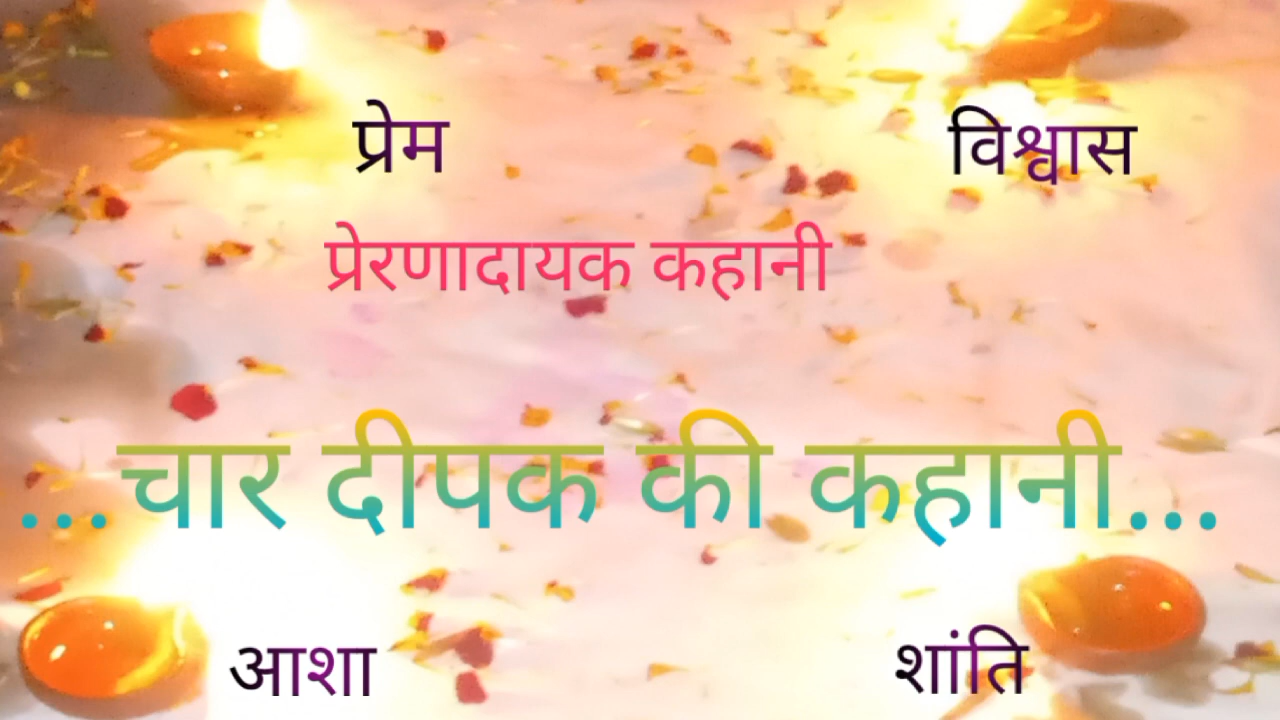 प्रेम
विश्वास
प्रेरणादायक कहानी
...चार दीपक की कहानी...
आशा
शांति